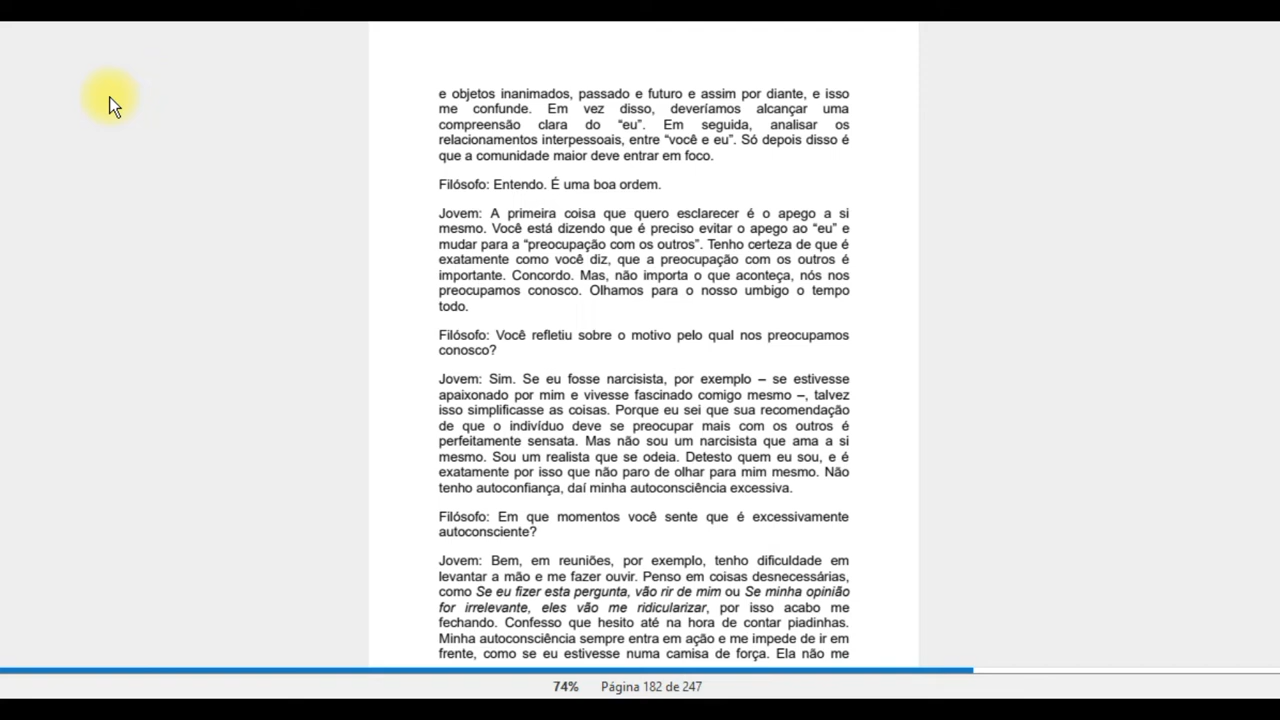 e objetos inanimados, passado e futuro e assim por diante, e isso
me confunde. Em vez disso, deveríamos alcançar uma
compreensão clara do “eu”. Em seguida, analisar os
relacionamentos interpessoais, entre “você e eu”. Só depois disso é
que a comunidade maior deve entrar em foco.
Filósofo: Entendo. É uma boa ordem.
Jovem: A primeira coisa que quero esclarecer é o apego a si
mesmo. Você está dizendo que é preciso evitar o apego ao “eu” e
mudar para a “preocupação com os outros”. Tenho certeza de que é
exatamente como você diz, que a preocupação com os outros é
importante. Concordo. Mas, não importa o que aconteça, nós nos
preocupamos conosco. Olhamos para o nosso umbigo o tempo
todo.
Filósofo: Você refletiu sobre o motivo pelo qual nos preocupamos
conosco?
Jovem: Sim. Se eu fosse narcisista, por exemplo – se estivesse
apaixonado por mim e vivesse fascinado comigo mesmo –, talvez
isso simplificasse as coisas. Porque eu sei que sua recomendação
de que o indivíduo deve se preocupar mais com os outros é
perfeitamente sensata. Mas não sou um narcisista que ama a si
mesmo. Sou um realista que se odeia. Detesto quem eu sou, e é
exatamente por isso que não paro de olhar para mim mesmo. Não
tenho autoconfiança, daí minha autoconsciência excessiva.
Filósofo: Em que momentos você sente que é excessivamente
autoconsciente?
Jovem: Bem, em reuniões, por exemplo, tenho dificuldade em
levantar a mão e me fazer ouvir. Penso em coisas desnecessárias,
como Se eu fizer esta pergunta, vão rir de mim ou Se minha opinião
for irrelevante, eles vão me ridicularizar, por isso acabo me
fechando. Confesso que hesito até na hora de contar piadinhas.
Minha autoconsciência sempre entra em ação e me impede de ir em
frente, como se eu estivesse numa camisa de força. Ela não me
74% Página 182 de 247